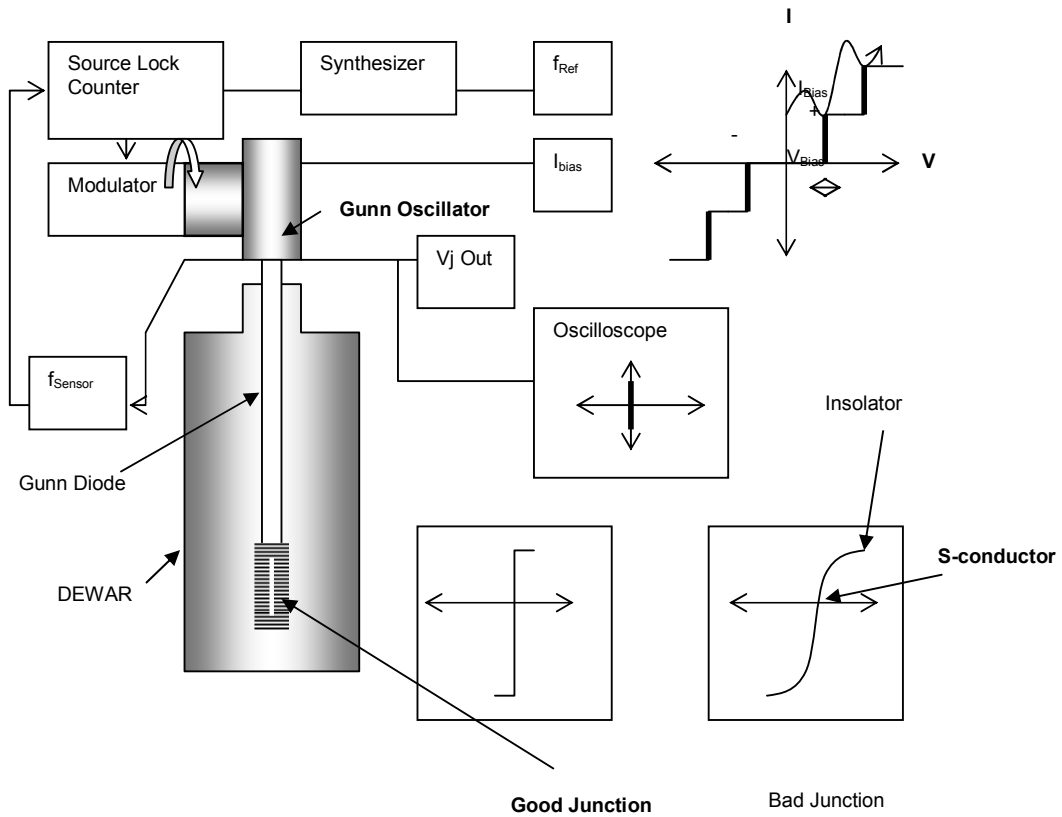 I
Source Lock
Counter
Synthesizer
fRef
IBias
+
-
VBias
V
Modulator
Ibias
Gunn Oscillator
Vj Out
Oscilloscope
fSensor
Insolator
Gunn Diode
S-conductor
DEWAR
Good Junction
Bad Junction